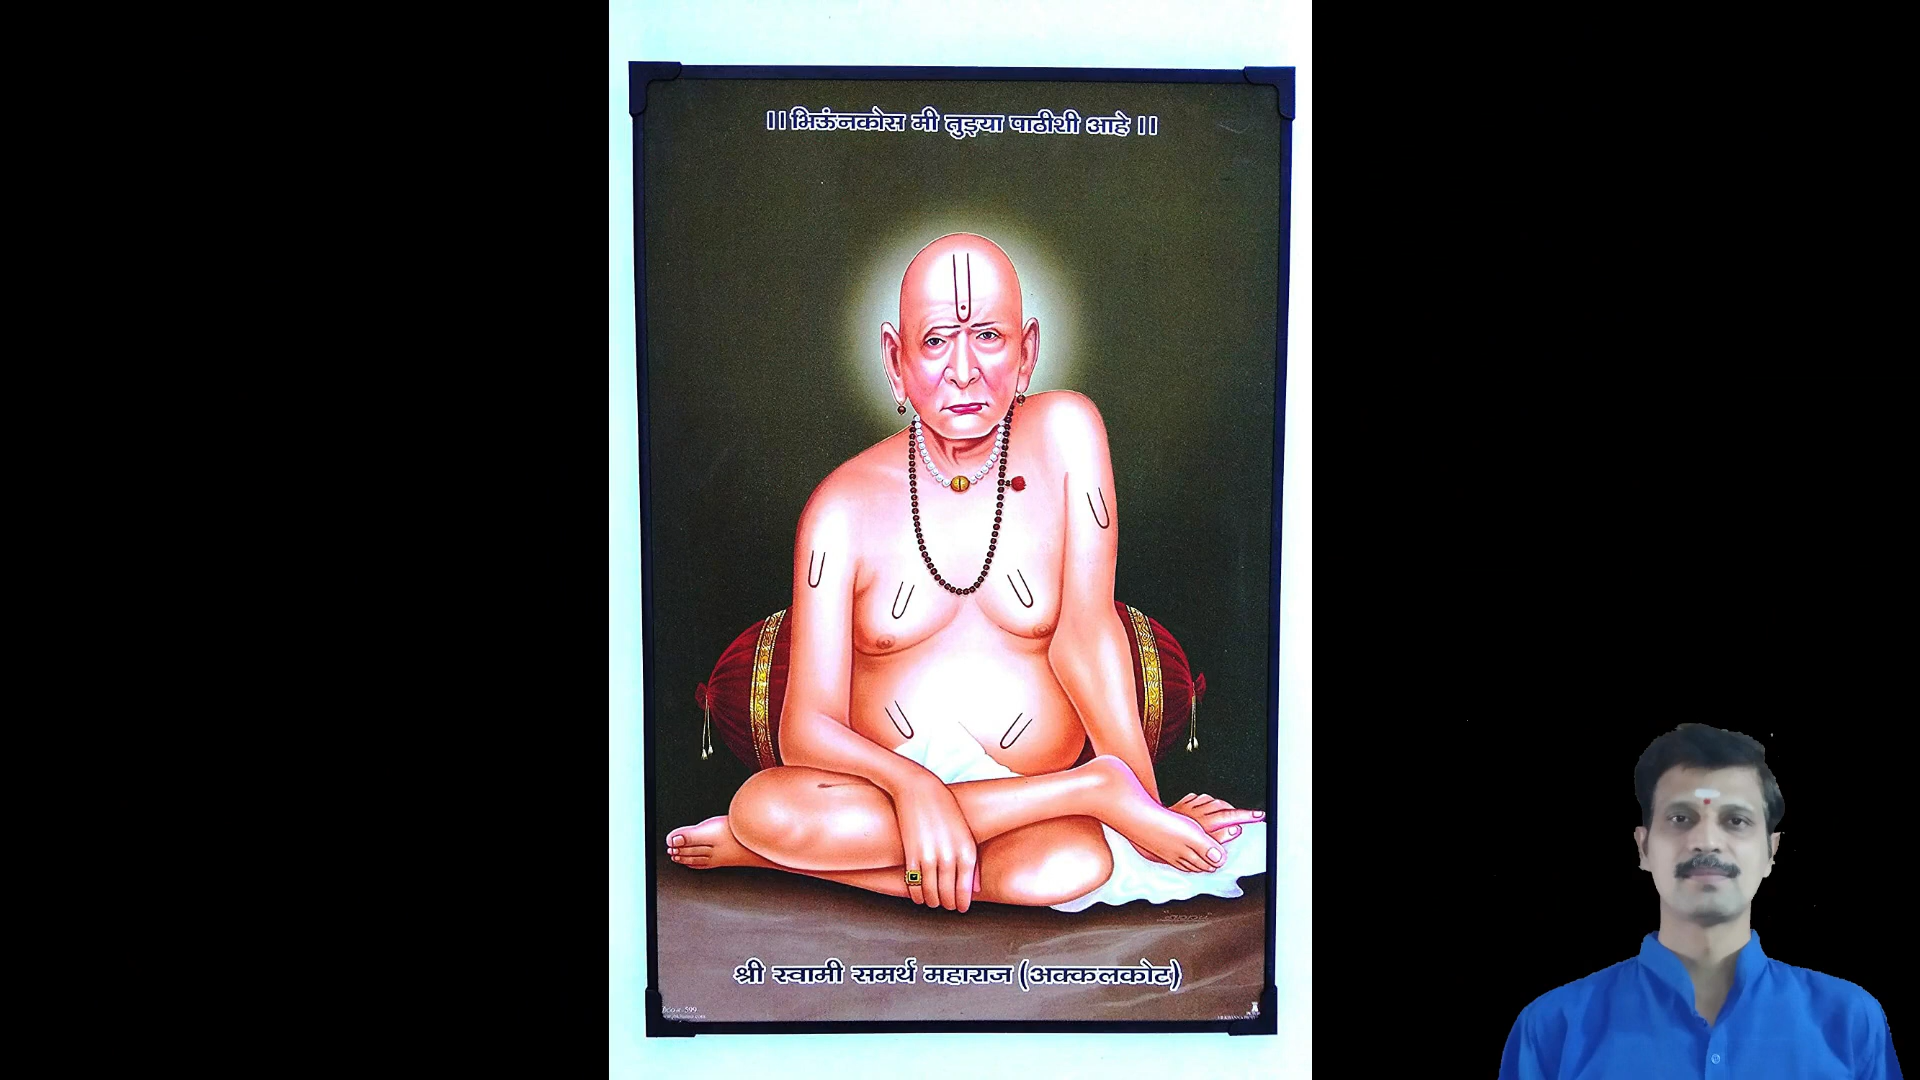 ।। भिऊंनकोस मी तुझ्या पाठीशी आहे ।।
श्री स्वामी समर्थ महाराज (अक्कलकोट)